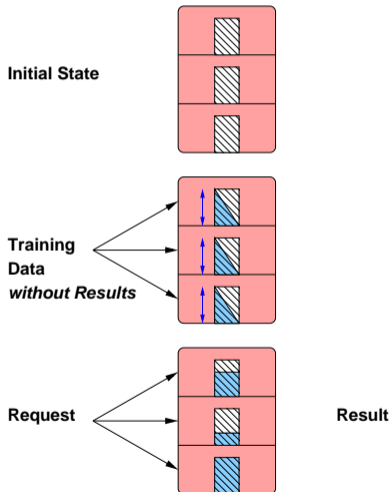 Initial State
Training
Data
without Results
Request
Result